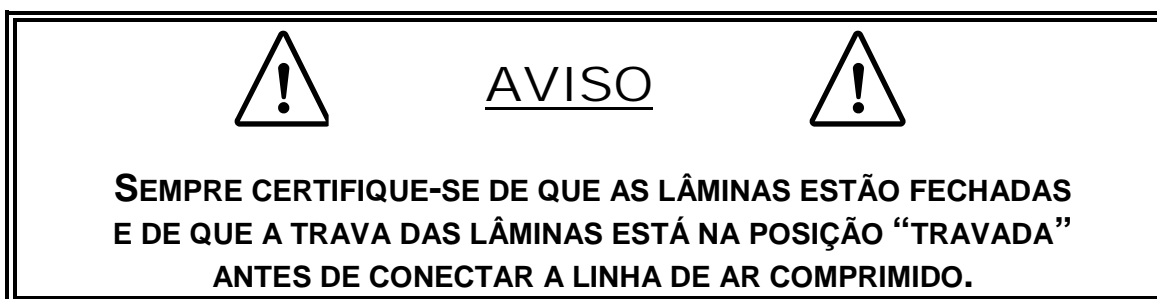 AVISO
SEMPRE CERTIFIQUE-SE DE QUE AS LÂMINAS ESTÃO FECHADAS
E DE QUE A TRAVA DAS LÂMINAS ESTÁ NA POSIÇÃO “TRAVADA”
ANTES DE CONECTAR A LINHA DE AR COMPRIMIDO.